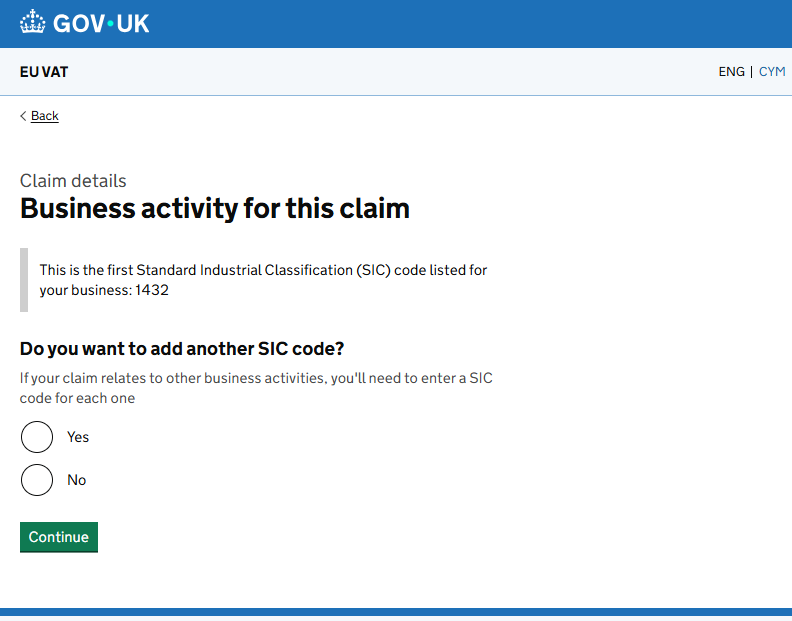 GOV·UK
EU VAT
ENG | CYM
Back
Claim details
Business activity for this claim
This is the first Standard Industrial Classification (SIC) code listed for
your business: 1432
Do you want to add another SIC code?
If your claim relates to other business activities, you'll need to enter a SIC
code for each one
Yes
No
Continue